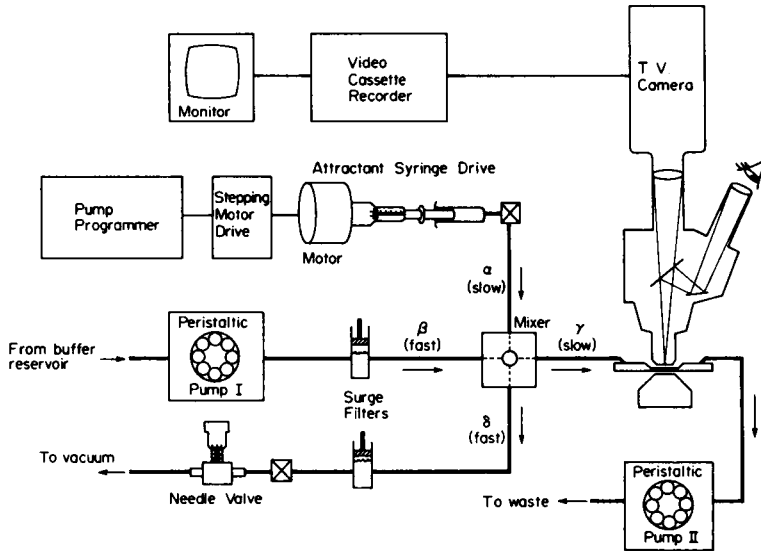 Monitor
Video
Cassette
Recorder
T V
Camera
Attractant Syringe Drive
Pump
Programmer
Stepping
Motor
Drive
Motor
α
(slow)
Mixer
From buffer
reservoir
Peristaltic
Pump I
Surge
Filters
β
(fast)
γ
(slow)
δ
(fast)
To vacuum
Needle Valve
To waste
Peristaltic
Pump II